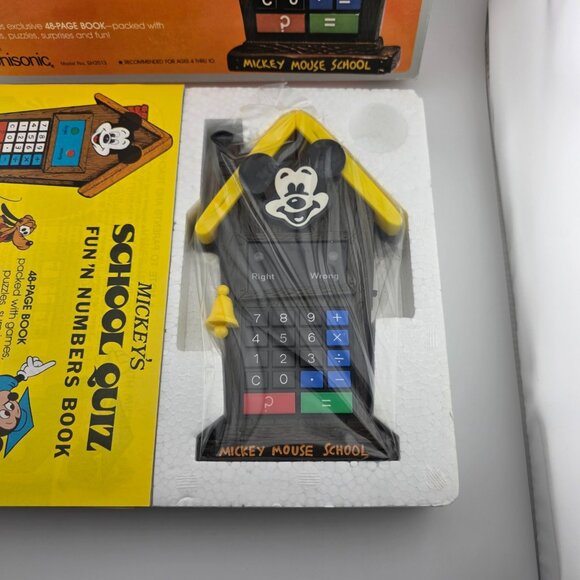 exclusive 48-PAGE BOOK—packed with
puzzles, surprises and fun!
nisonic
Model No.
• RECOMMENDED FOR AGES 4 THRU 10
C 0 · −
? =
MICKEY MOUSE SCHOOL
Right Wrong
7 8 9 +
4 5 6 X
1 2 3 ÷
C 0 · −
? =
MICKEY MOUSE SCHOOL
MICKEY'S
SCHOOL QUIZ
FUN 'N NUMBERS BOOK
48-PAGE BOOK
packed with games,
puzzles,